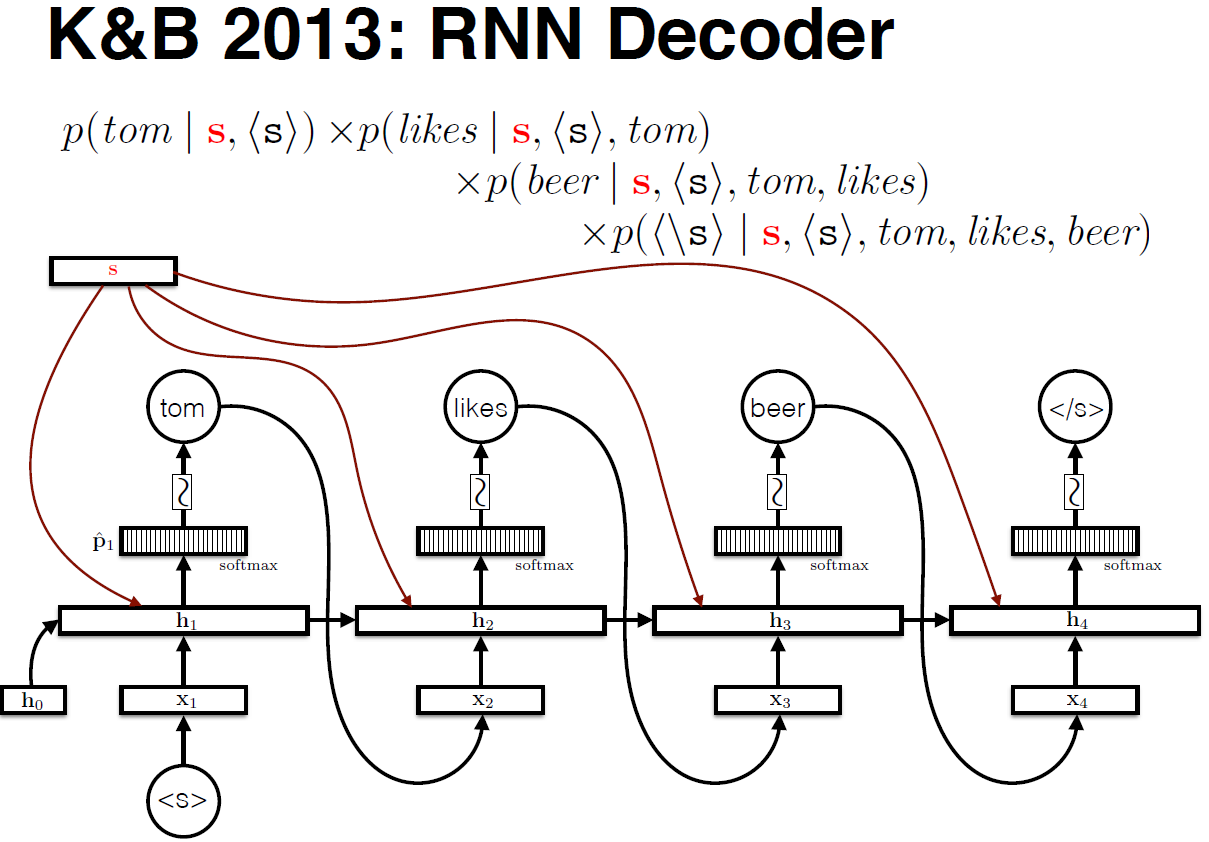 K&B 2013: RNN Decoder
p(tom | s, ⟨s⟩) ×p(likes | s, ⟨s⟩, tom)
×p(beer | s, ⟨s⟩, tom, likes)
×p(⟨\s⟩ | s, ⟨s⟩, tom, likes, beer)
s
tom likes beer </s>
∼ ∼ ∼ ∼
p̂₁
softmax softmax softmax softmax
h₁ h₂ h₃ h₄
h₀ x₁ x₂ x₃ x₄
<s>